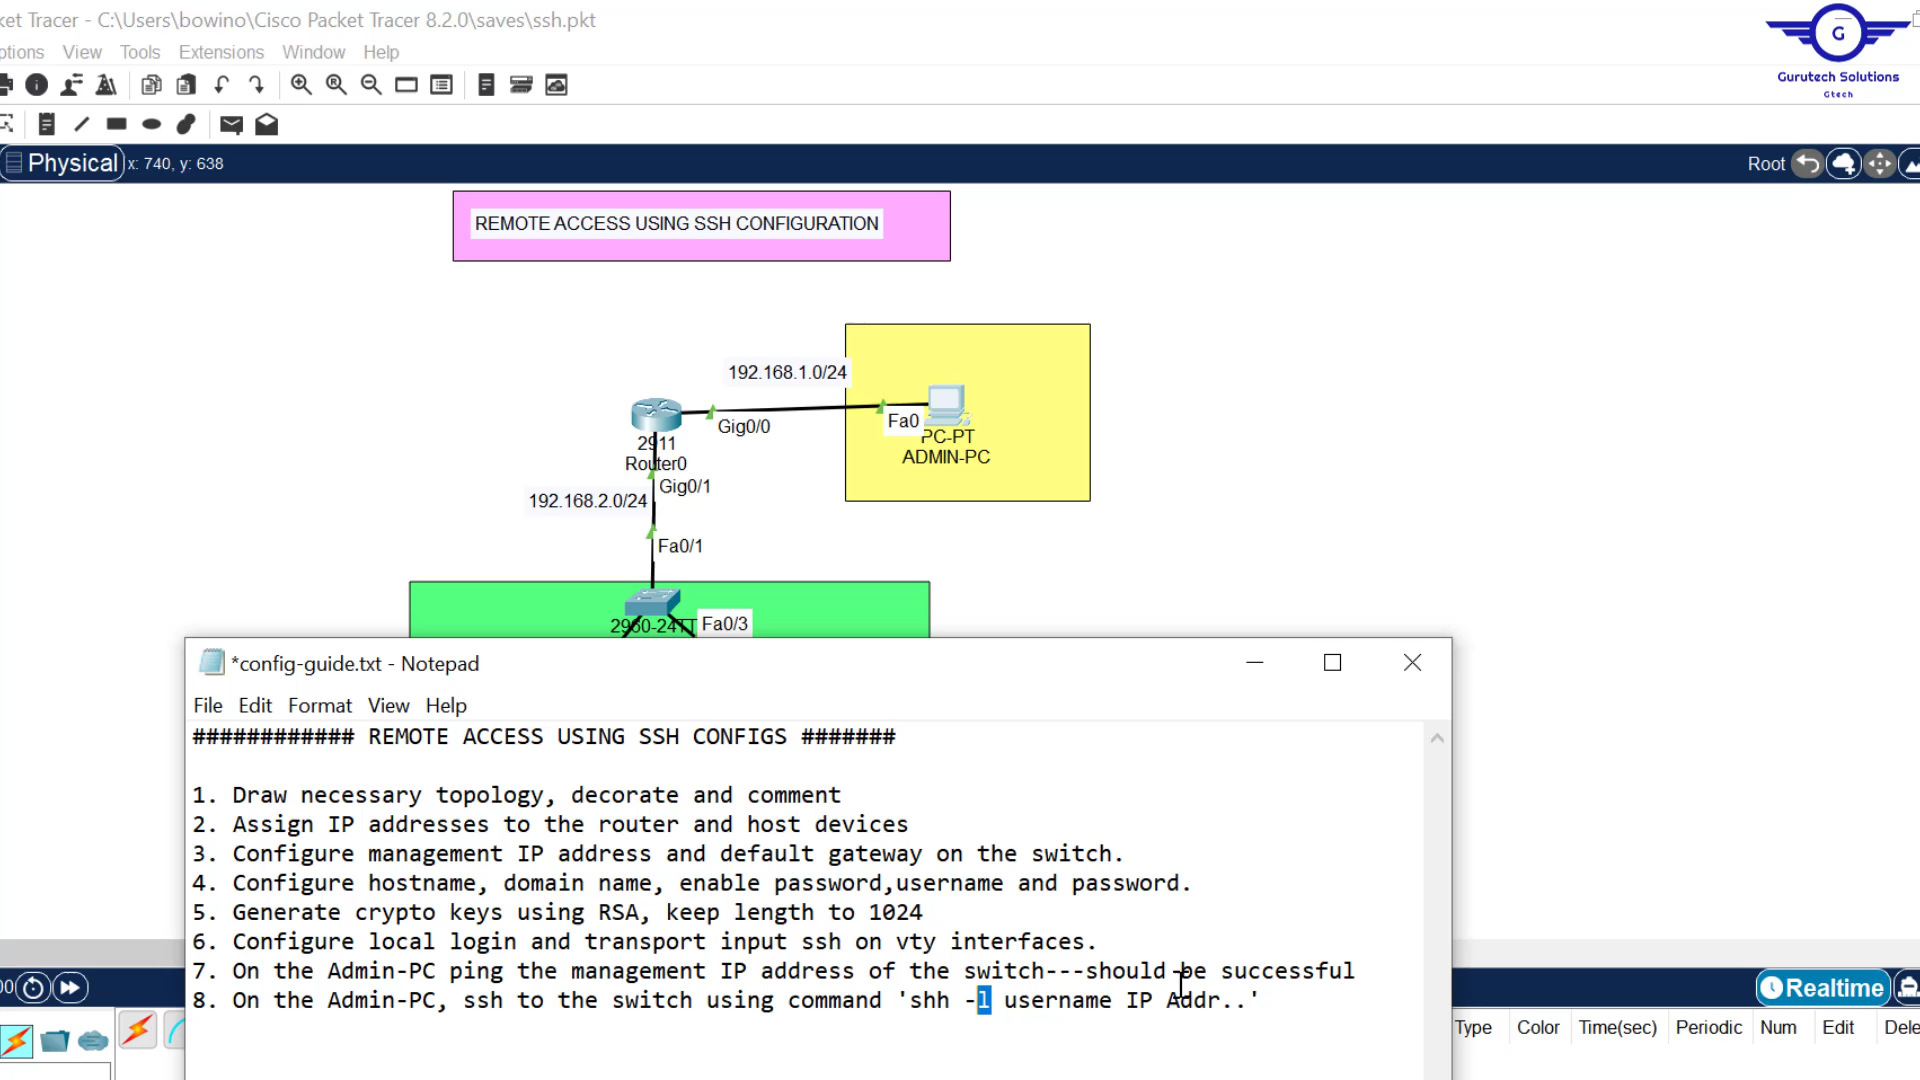 ket Tracer - C:\Users\bowino\Cisco Packet Tracer 8.2.0\saves\ssh.pkt
ptions View Tools Extensions Window Help
G
Gurutech Solutions
Gtech
Physical x: 740, y: 638
Root
REMOTE ACCESS USING SSH CONFIGURATION
192.168.1.0/24
Gig0/0
Fa0
PC-PT
ADMIN-PC
2911
Router0
Gig0/1
192.168.2.0/24
Fa0/1
2960-24TT
Fa0/3
*config-guide.txt - Notepad
File Edit Format View Help
############ REMOTE ACCESS USING SSH CONFIGS #######
1. Draw necessary topology, decorate and comment
2. Assign IP addresses to the router and host devices
3. Configure management IP address and default gateway on the switch.
4. Configure hostname, domain name, enable password,username and password.
5. Generate crypto keys using RSA, keep length to 1024
6. Configure local login and transport input ssh on vty interfaces.
7. On the Admin-PC ping the management IP address of the switch---should be successful
8. On the Admin-PC, ssh to the switch using command 'shh -l username IP Addr..'
Realtime
Type Color Time(sec) Periodic Num Edit Dele